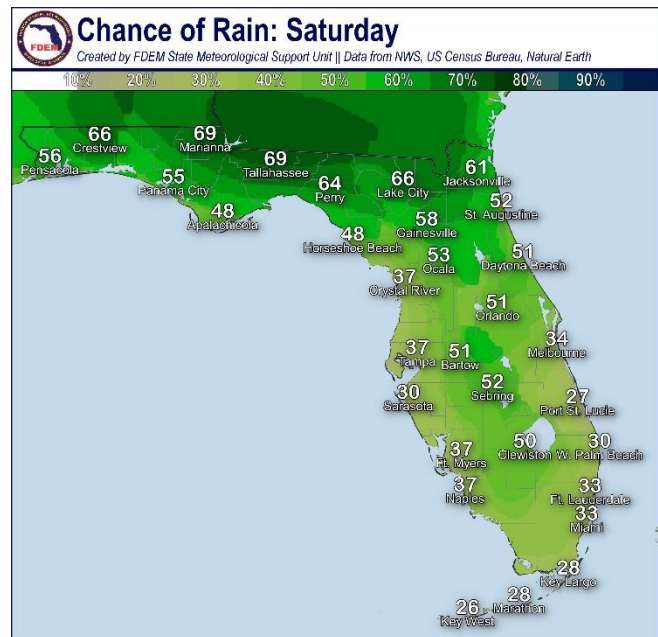 Chance of Rain: Saturday
Created by FDEM State Meteorological Support Unit || Data from NWS, US Census Bureau, Natural Earth
FDEM
10% 20% 30% 40% 50% 60% 70% 80% 90%
66
Crestview
69
Marianna
56
Pensacola
69
Tallahassee
55
Panama City
64
Perry
66
Lake City
61
Jacksonville
48
Apalachicola
52
St. Augustine
58
Gainesville
48
Horseshoe Beach
53
Ocala
51
Daytona Beach
37
Crystal River
51
Orlando
37
Tampa
51
Bartow
34
Melbourne
52
Sebring
30
Sarasota
27
Port St. Lucie
37
Ft. Myers
50
Clewiston
30
W. Palm Beach
37
Naples
33
Ft. Lauderdale
33
Miami
28
Key Largo
28
Marathon
26
Key West